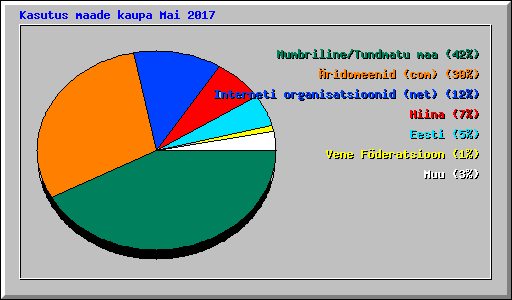 Kasutus maade kaupa Mai 2017
Numbriline/Tundmatu maa (42%)
Äridomeenid (com) (30%)
Interneti organisatsioonid (net) (12%)
Hiina (7%)
Eesti (5%)
Vene Föderatsioon (1%)
Muu (3%)